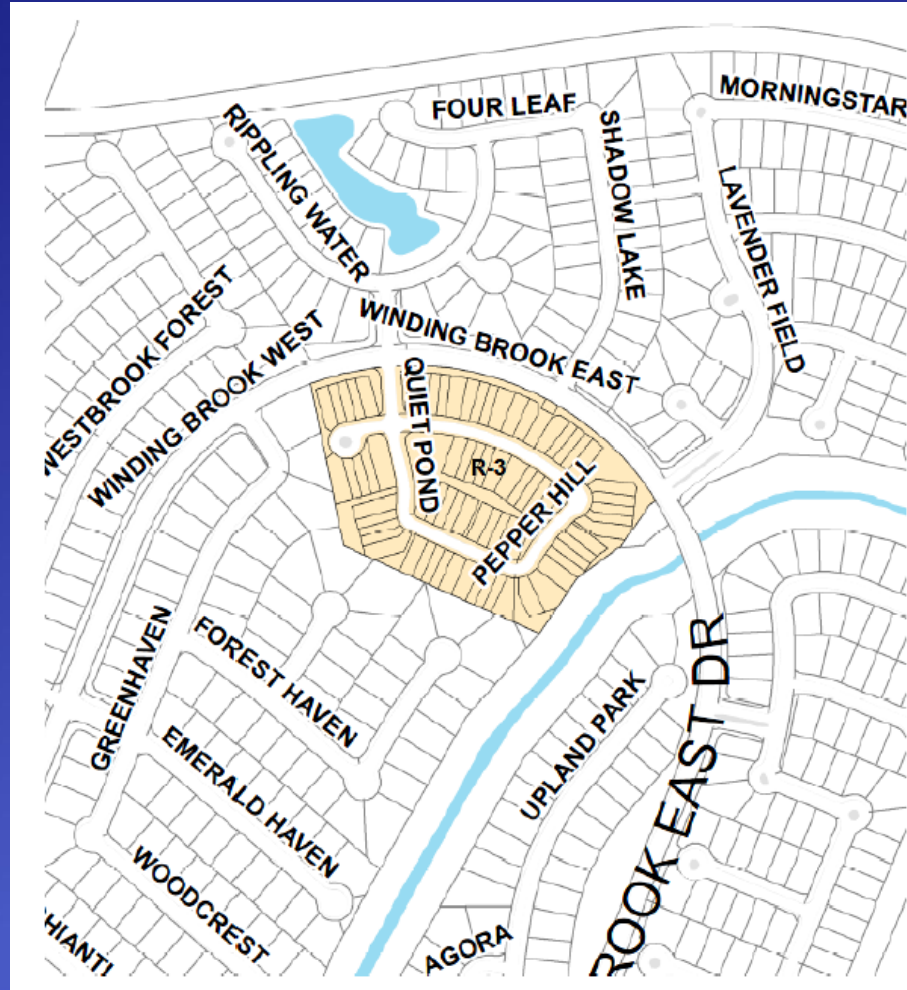 FOUR LEAF
MORNINGSTAR
RIPPLING WATER
SHADOW LAKE
LAVENDER FIELD
WESTBROOK FOREST
WINDING BROOK WEST
WINDING BROOK EAST
QUIET POND
R-3
PEPPER HILL
GREENHAVEN
FOREST HAVEN
EMERALD HAVEN
UPLAND PARK
ROOK EAST DR
WOODCREST
HIANTI
AGORA